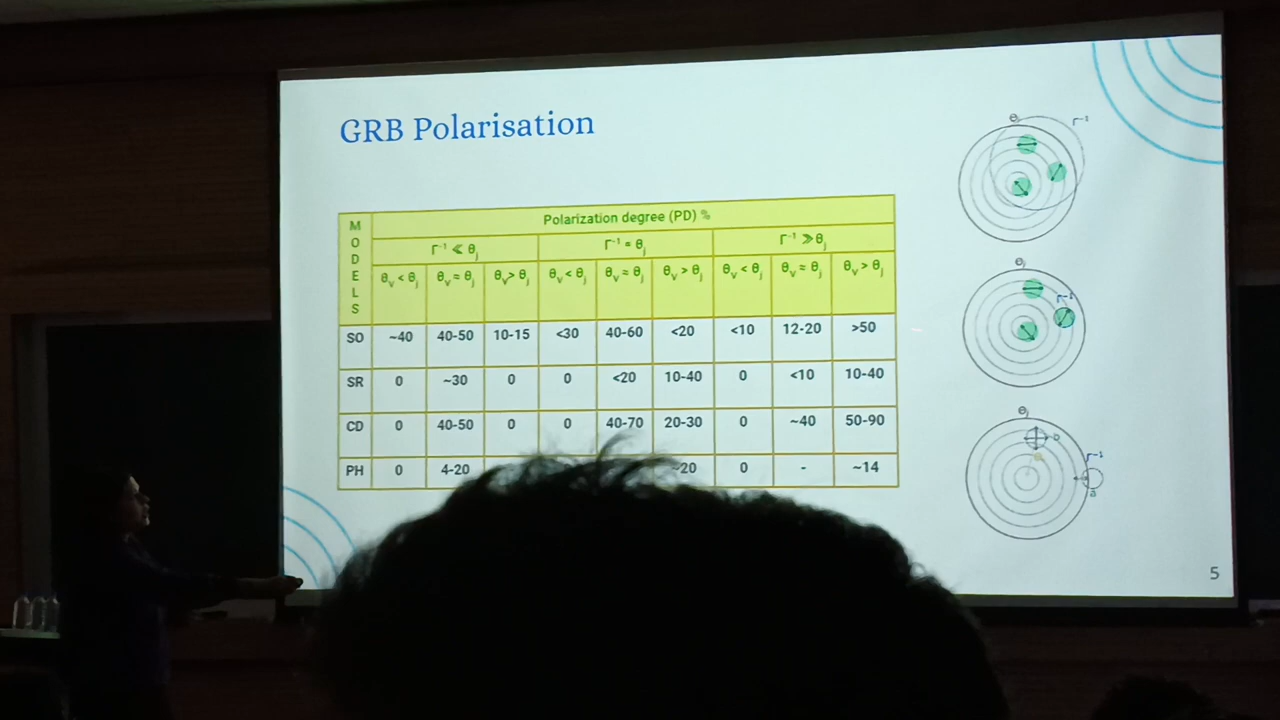 GRB Polarisation
MODELS
Polarization degree (PD) %
Γ⁻¹ ≪ θj Γ⁻¹ ≈ θj Γ⁻¹ ≫ θj
θv < θj θv ≈ θj θv > θj θv < θj θv ≈ θj θv > θj θv < θj θv ≈ θj θv > θj
SO ~40 40-50 10-15 <30 40-60 <20 <10 12-20 >50
SR 0 ~30 0 0 <20 10-40 0 <10 10-40
CD 0 40-50 0 0 40-70 20-30 0 ~40 50-90
PH 0 4-20 ~20 0 - ~14
θj Γ⁻¹
θj
Γ⁻¹
θj
b
Γ⁻¹
a
5